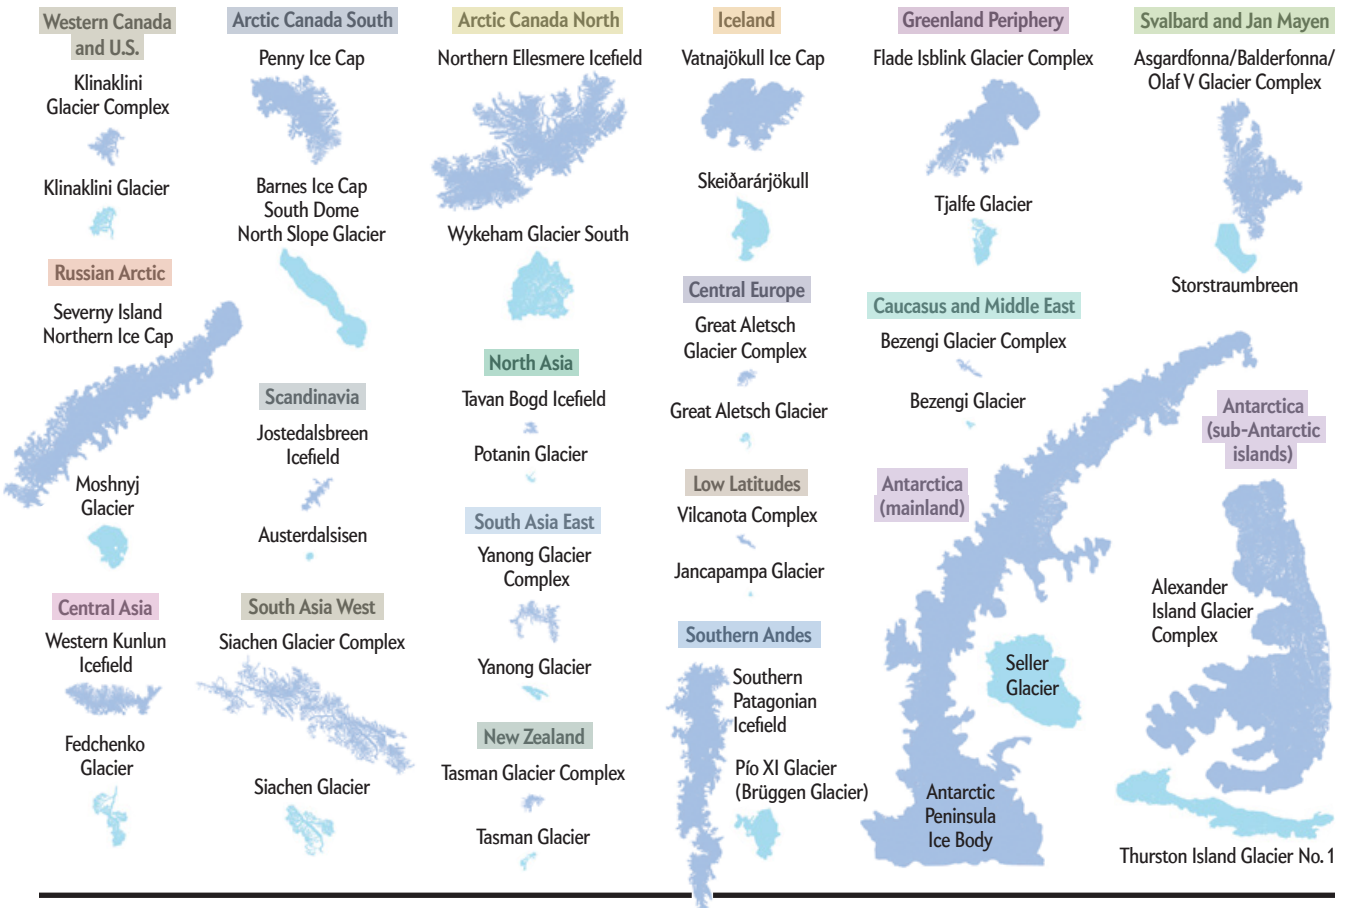 Western Canada
and U.S.
Klinaklini
Glacier Complex
Klinaklini Glacier
Russian Arctic
Severny Island
Northern Ice Cap
Moshnyj
Glacier
Central Asia
Western Kunlun
Icefield
Fedchenko
Glacier
Arctic Canada South
Penny Ice Cap
Barnes Ice Cap
South Dome
North Slope Glacier
Scandinavia
Jostedalsbreen
Icefield
Austerdalsisen
South Asia West
Siachen Glacier Complex
Siachen Glacier
Arctic Canada North
Northern Ellesmere Icefield
Wykeham Glacier South
North Asia
Tavan Bogd Icefield
Potanin Glacier
South Asia East
Yanong Glacier
Complex
Yanong Glacier
New Zealand
Tasman Glacier Complex
Tasman Glacier
Iceland
Vatnajökull Ice Cap
Skeiðarárjökull
Central Europe
Great Aletsch
Glacier Complex
Great Aletsch Glacier
Low Latitudes
Vilcanota Complex
Jancapampa Glacier
Southern Andes
Southern
Patagonian
Icefield
Pío XI Glacier
(Brüggen Glacier)
Greenland Periphery
Flade Isblink Glacier Complex
Tjalfe Glacier
Caucasus and Middle East
Bezengi Glacier Complex
Bezengi Glacier
Antarctica
(mainland)
Seller
Glacier
Antarctic
Peninsula
Ice Body
Svalbard and Jan Mayen
Asgardfonna/Balderfonna/
Olaf V Glacier Complex
Storstraumbreen
Antarctica
(sub-Antarctic
islands)
Alexander
Island Glacier
Complex
Thurston Island Glacier No. 1